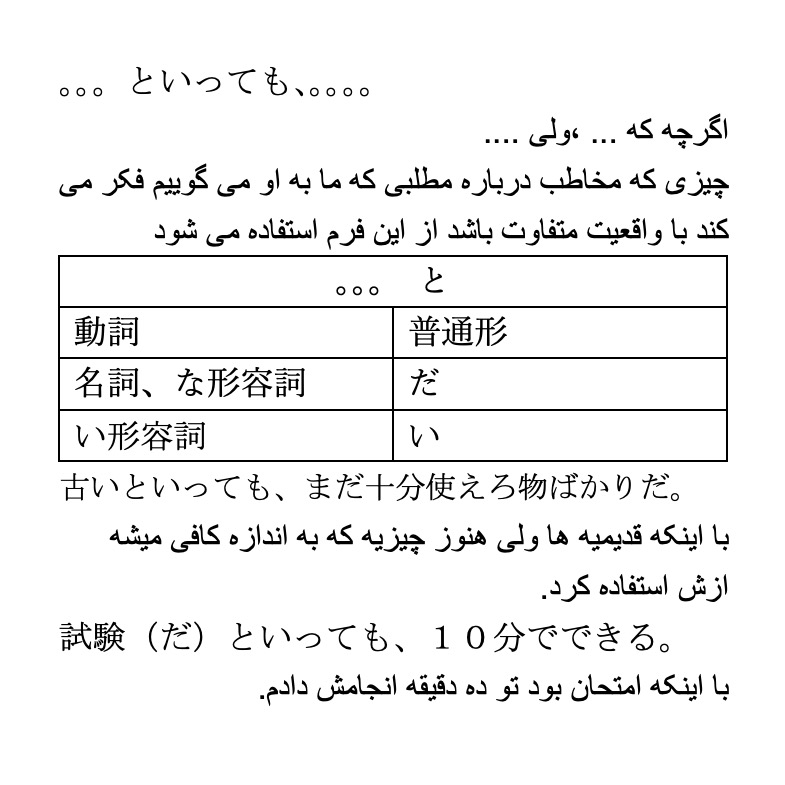 。。。といっても、。。。。
اگرچه که ... ،ولی ....
چیزی که مخاطب درباره مطلبی که ما به او می گوییم فکر می
کند با واقعیت متفاوت باشد از این فرم استفاده می شود
。。。 と
動詞 普通形
名詞、な形容詞 だ
い形容詞 い
古いといっても、まだ十分使えろ物ばかりだ。
با اینکه قدیمیه ها ولی هنوز چیزیه که به اندازه کافی میشه
ازش استفاده کرد.
試験（だ）といっても、１０分でできる。
با اینکه امتحان بود تو ده دقیقه انجامش دادم.